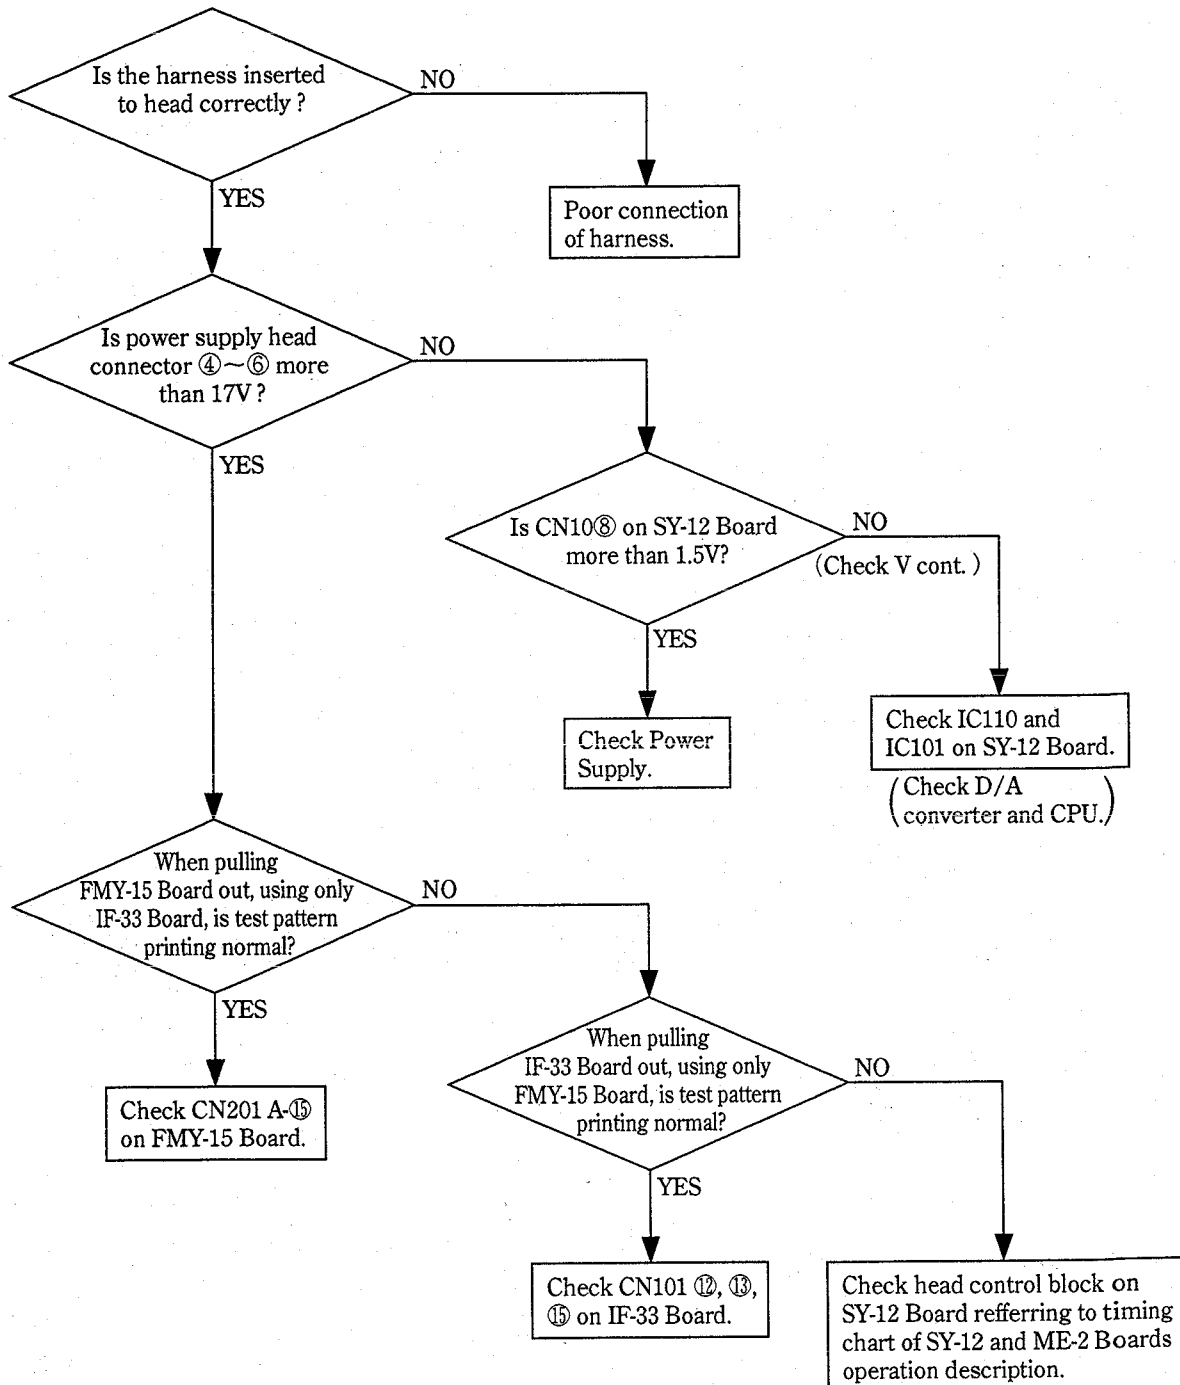 Is the harness inserted
to head correctly ?
NO
YES
Poor connection
of harness.
Is power supply head
connector ④~⑥ more
than 17V ?
NO
YES
Is CN10⑧ on SY-12 Board
more than 1.5V?
NO
(Check V cont. )
YES
Check Power
Supply.
Check IC110 and
IC101 on SY-12 Board.
(Check D/A
converter and CPU.)
When pulling
FMY-15 Board out, using only
IF-33 Board, is test pattern
printing normal?
NO
YES
Check CN201 A-⑮
on FMY-15 Board.
When pulling
IF-33 Board out, using only
FMY-15 Board, is test pattern
printing normal?
NO
YES
Check CN101 ⑫, ⑬,
⑮ on IF-33 Board.
Check head control block on
SY-12 Board refferring to timing
chart of SY-12 and ME-2 Boards
operation description.